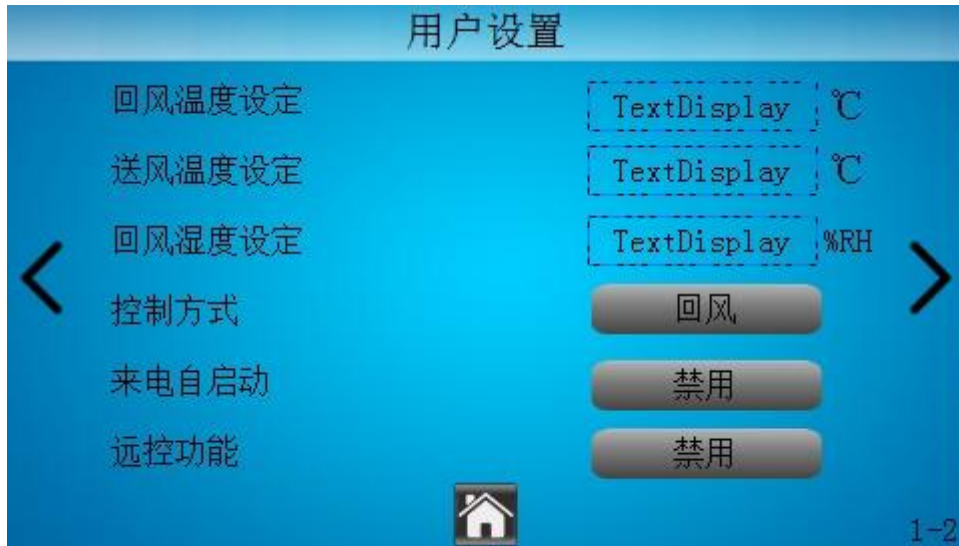 用户设置
回风温度设定 TextDisplay ℃
送风温度设定 TextDisplay ℃
回风湿度设定 TextDisplay %RH
控制方式 回风
来电自启动 禁用
远控功能 禁用
1-2